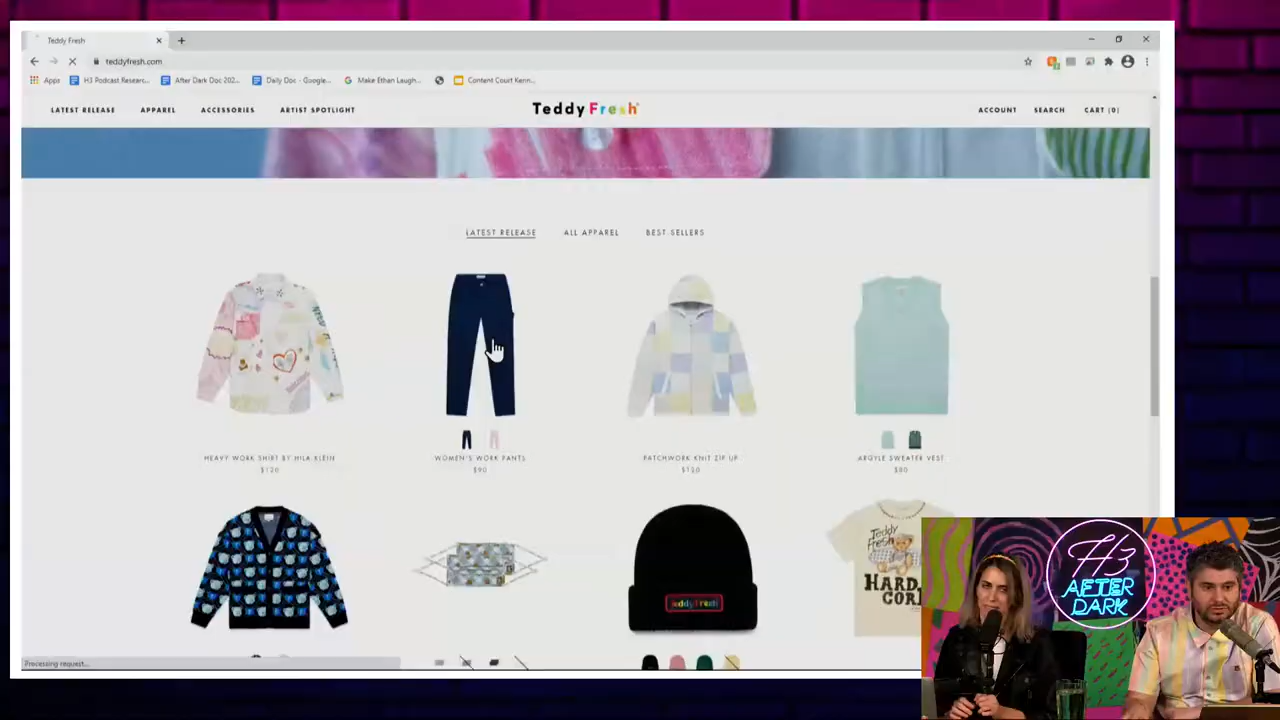 Teddy Fresh
teddyfresh.com
Apps
H3 Podcast Researc...
After Dark Doc 202...
Daily Doc - Google...
Make Ethan Laugh...
Content Court Kenn...
LATEST RELEASE
APPAREL
ACCESSORIES
ARTIST SPOTLIGHT
Teddy Fresh
ACCOUNT
SEARCH
CART (0)
LATEST RELEASE
ALL APPAREL
BEST SELLERS
HEAVY WORK SHIRT BY HILA KLEIN
$120
WOMEN'S WORK PANTS
$90
PATCHWORK KNIT ZIP UP
$130
ARGYLE SWEATER VEST
$80
Teddy Fresh
Teddy
Fresh
HARD
Processing request...
H3
AFTER
DARK